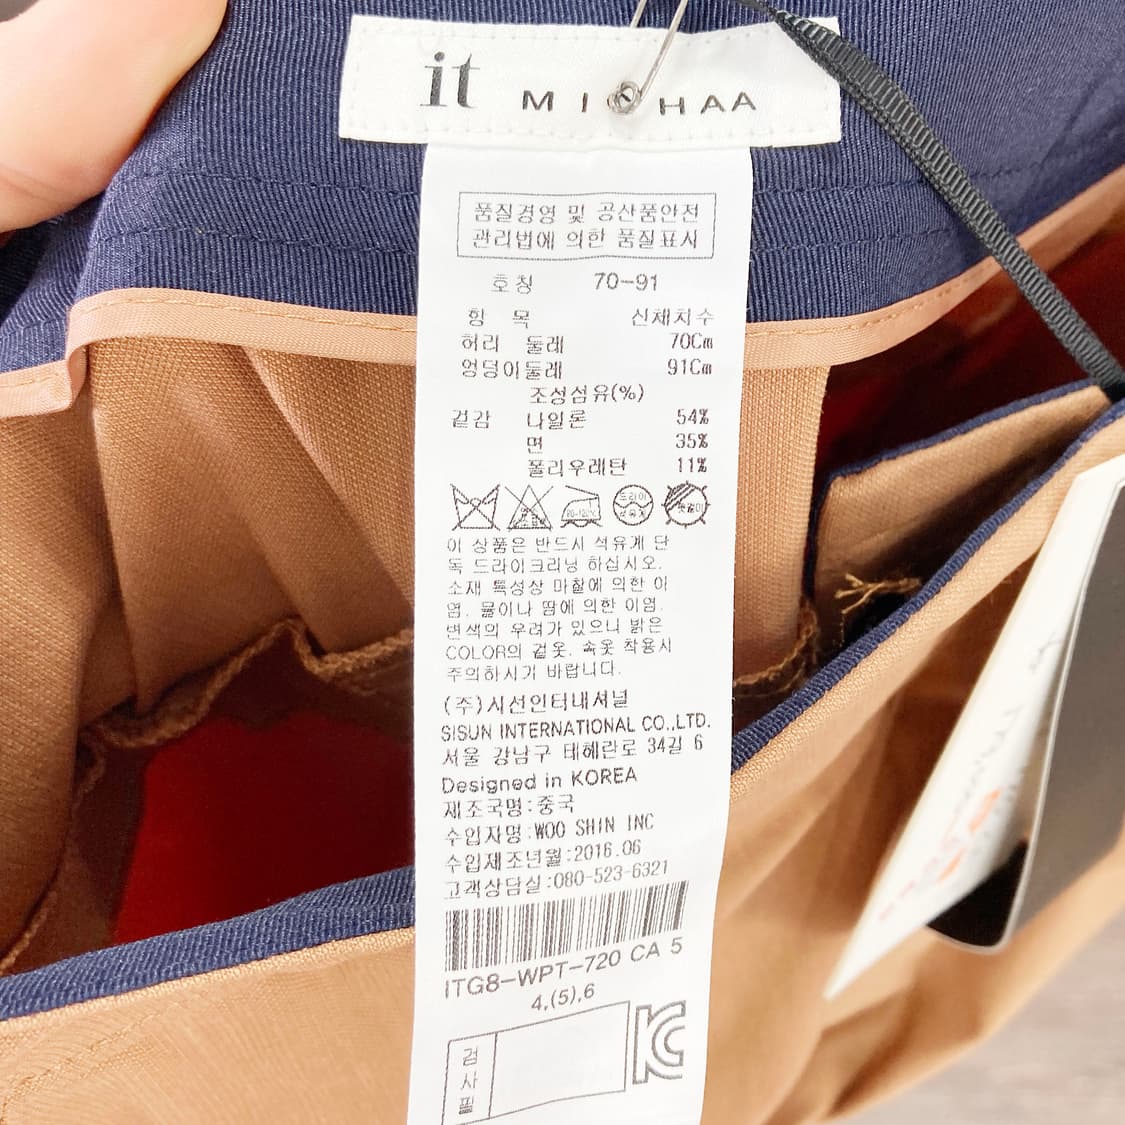 it MICHAA
품질경영 및 공산품안전
관리법에 의한 품질표시
호칭 70-91
항 목 신체치수
허리 둘레 70Cm
엉덩이둘레 91Cm
조성섬유(%)
겉감 나일론 54%
면 35%
폴리우레탄 11%
드라이
석유계
이 상품은 반드시 석유계 단
독 드라이크리닝 하십시오.
소재 특성상 마찰에 의한 이
염. 물이나 땀에 의한 이염.
변색의 우려가 있으니 밝은
COLOR의 겉옷. 속옷 착용시
주의하시기 바랍니다.
(주)시선인터내셔널
SISUN INTERNATIONAL CO.,LTD.
서울 강남구 테헤란로 34길 6
Designed in KOREA
제조국명:중국
수입자명:WOO SHIN INC
수입제조년월:2016.06
고객상담실:080-523-6321
ITG8-WPT-720 CA 5
4,(5),6
검
사
필
KC